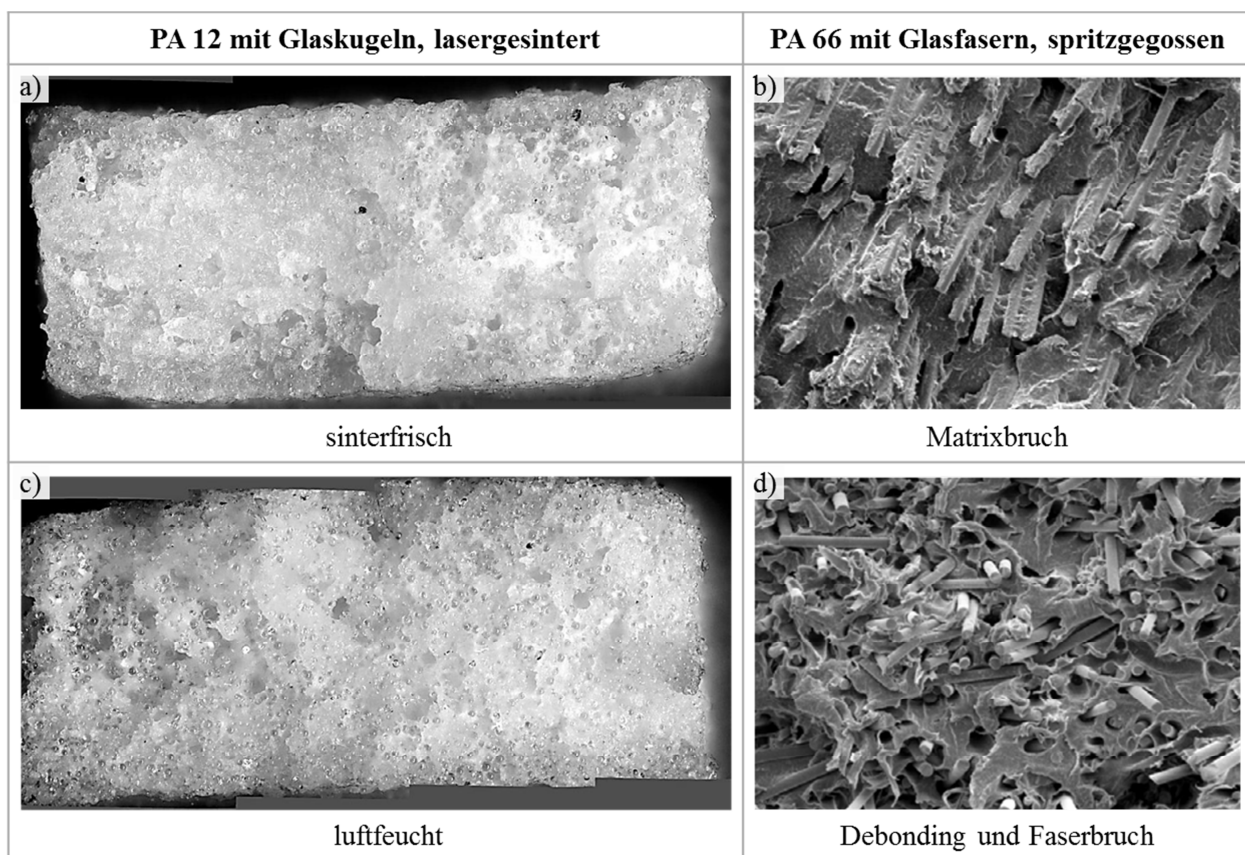 PA 12 mit Glaskugeln, lasergesintert
PA 66 mit Glasfasern, spritzgegossen
a)
b)
sinterfrisch
Matrixbruch
c)
d)
luftfeucht
Debonding und Faserbruch